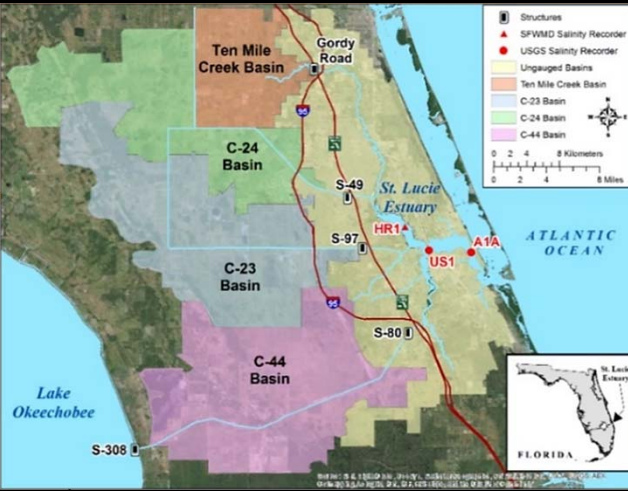 Ten Mile
Creek Basin
Gordy
Road
95
C-24
Basin
S-49
St. Lucie
Estuary
HR1
A1A
S-97
US1
ATLANTIC
OCEAN
C-23
Basin
95
S-80
C-44
Basin
Lake
Okeechobee
S-308
Structures
SFWMD Salinity Recorder
USGS Salinity Recorder
Ungauged Basins
Ten Mile Creek Basin
C-23 Basin
C-24 Basin
C-44 Basin
N
W
E
S
0 2 4 8 Kilometers
0 2 4 8 Miles
St. Lucie
Estuary
FLORIDA